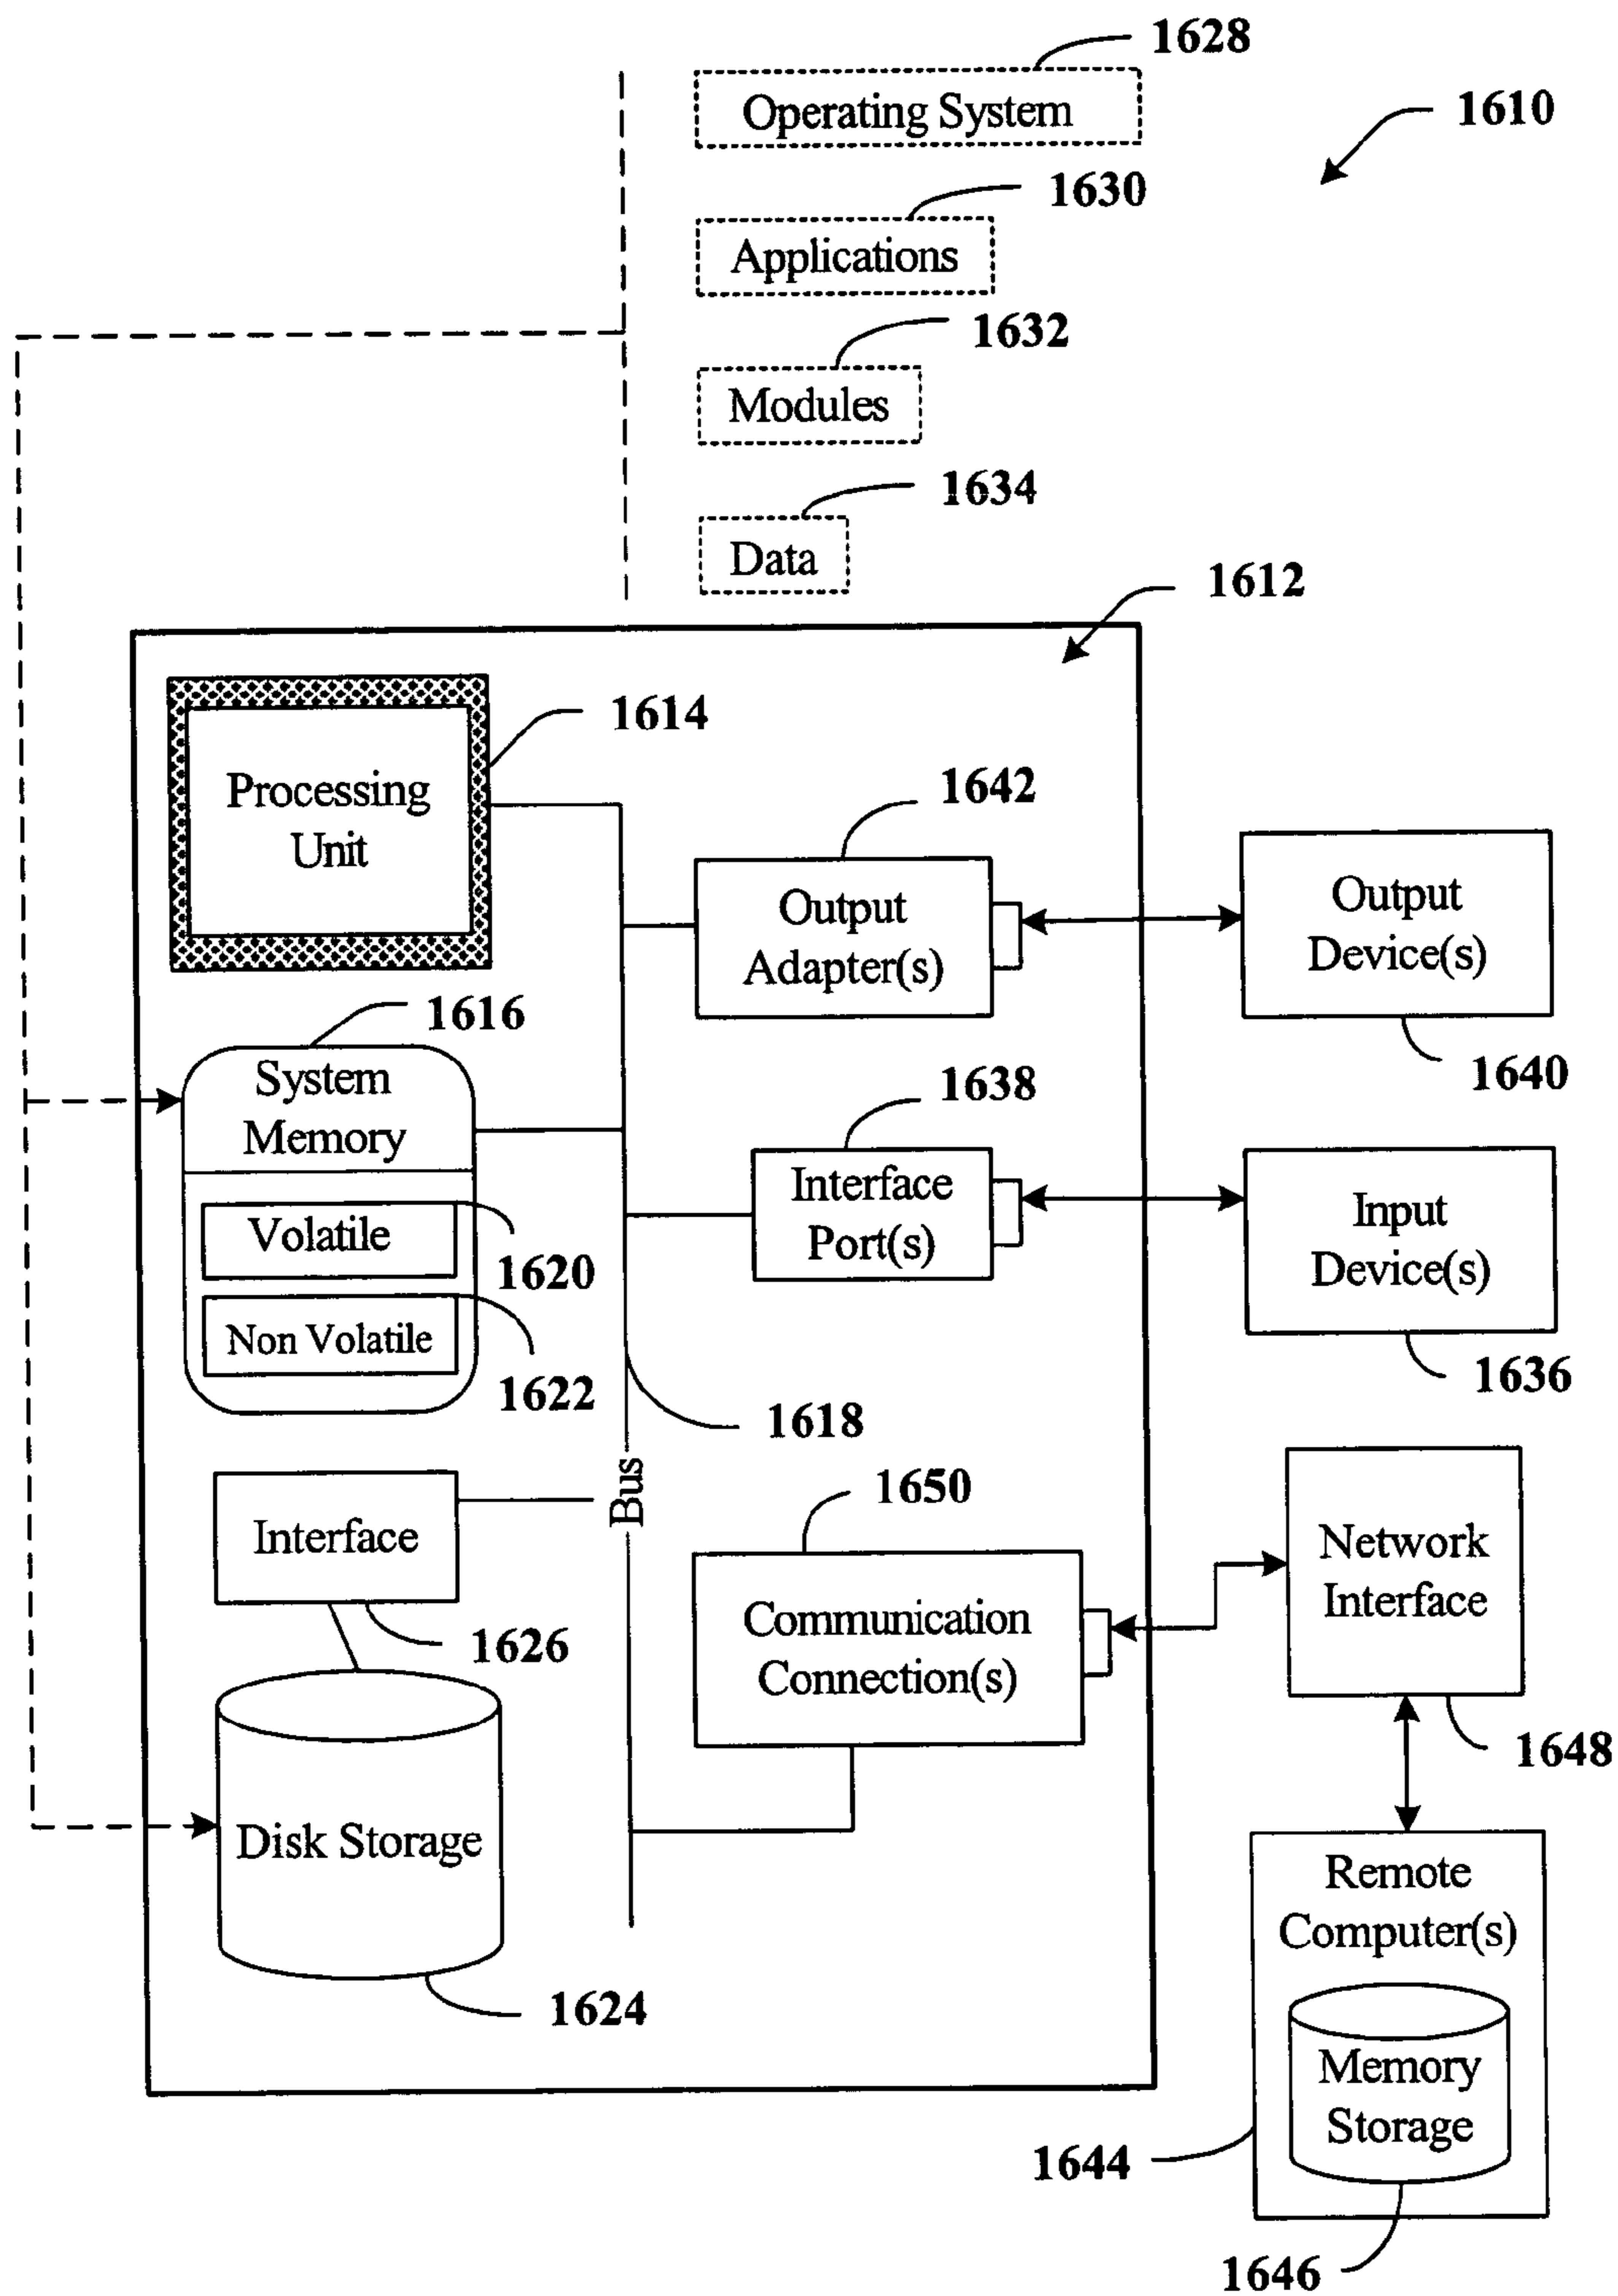 1628
Operating System
1610
1630
Applications
1632
Modules
1634
Data
1612
Processing
Unit
1614
1642
Output
Adapter(s)
Output
Device(s)
1640
1616
System
Memory
Volatile
1620
Non Volatile
1622
1638
Interface
Port(s)
Input
Device(s)
1636
1618
Bus
Interface
1626
1650
Communication
Connection(s)
Network
Interface
1648
Disk Storage
1624
Remote
Computer(s)
Memory
Storage
1644
1646